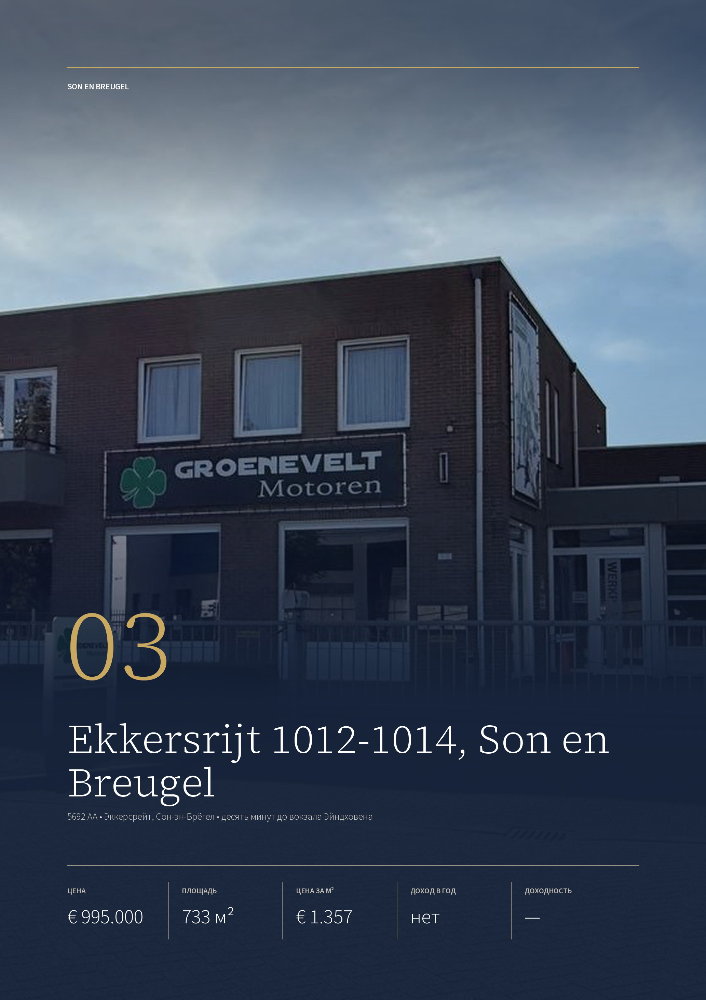 SON EN BREUGEL
GROENEVELT
Motoren
WERKP
03
Ekkersrijt 1012-1014, Son en
Breugel
5692 AA • Эккерсрейт, Сон-эн-Брёгел • десять минут до вокзала Эйндховена
ЦЕНА
€ 995.000
ПЛОЩАДЬ
733 м²
ЦЕНА ЗА М²
€ 1.357
ДОХОД В ГОД
нет
ДОХОДНОСТЬ
—